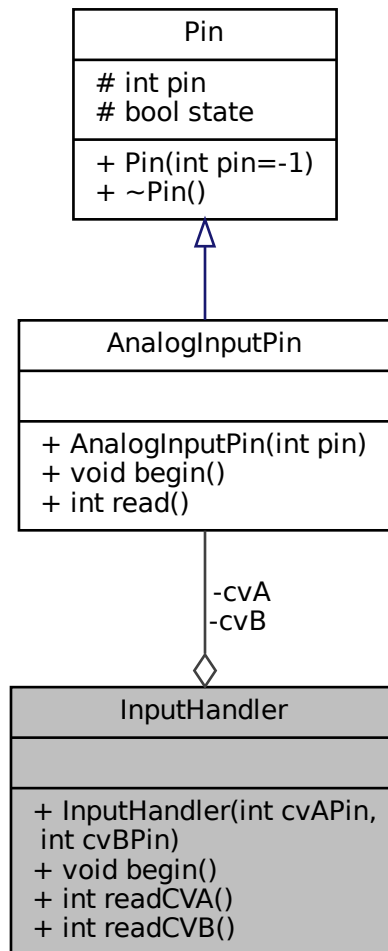 Pin
# int pin
# bool state
+ Pin(int pin=-1)
+ ~Pin()
AnalogInputPin
+ AnalogInputPin(int pin)
+ void begin()
+ int read()
-cvA
-cvB
InputHandler
+ InputHandler(int cvAPin,
int cvBPin)
+ void begin()
+ int readCVA()
+ int readCVB()